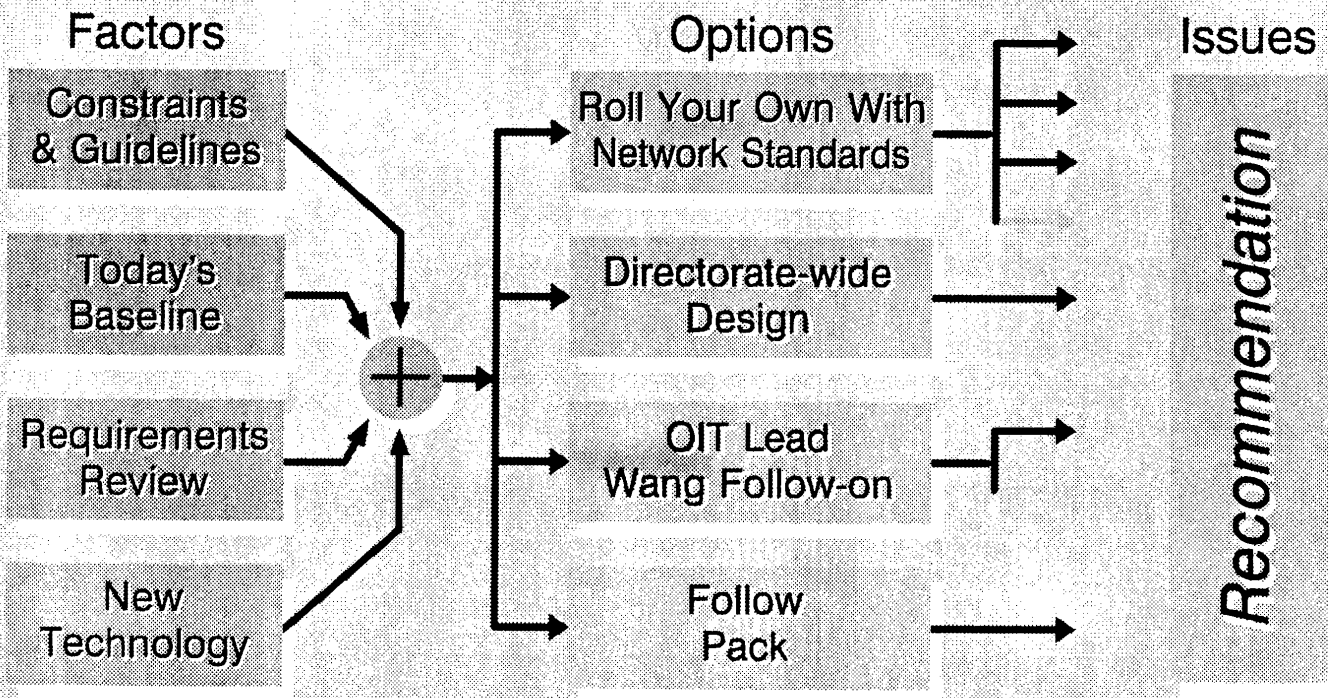 Factors
Constraints
& Guidelines
Today's
Baseline
Requirements
Review
New
Technology
+
Options
Roll Your Own With
Network Standards
Directorate-wide
Design
OIT Lead
Wang Follow-on
Follow
Pack
Issues
Recommendation